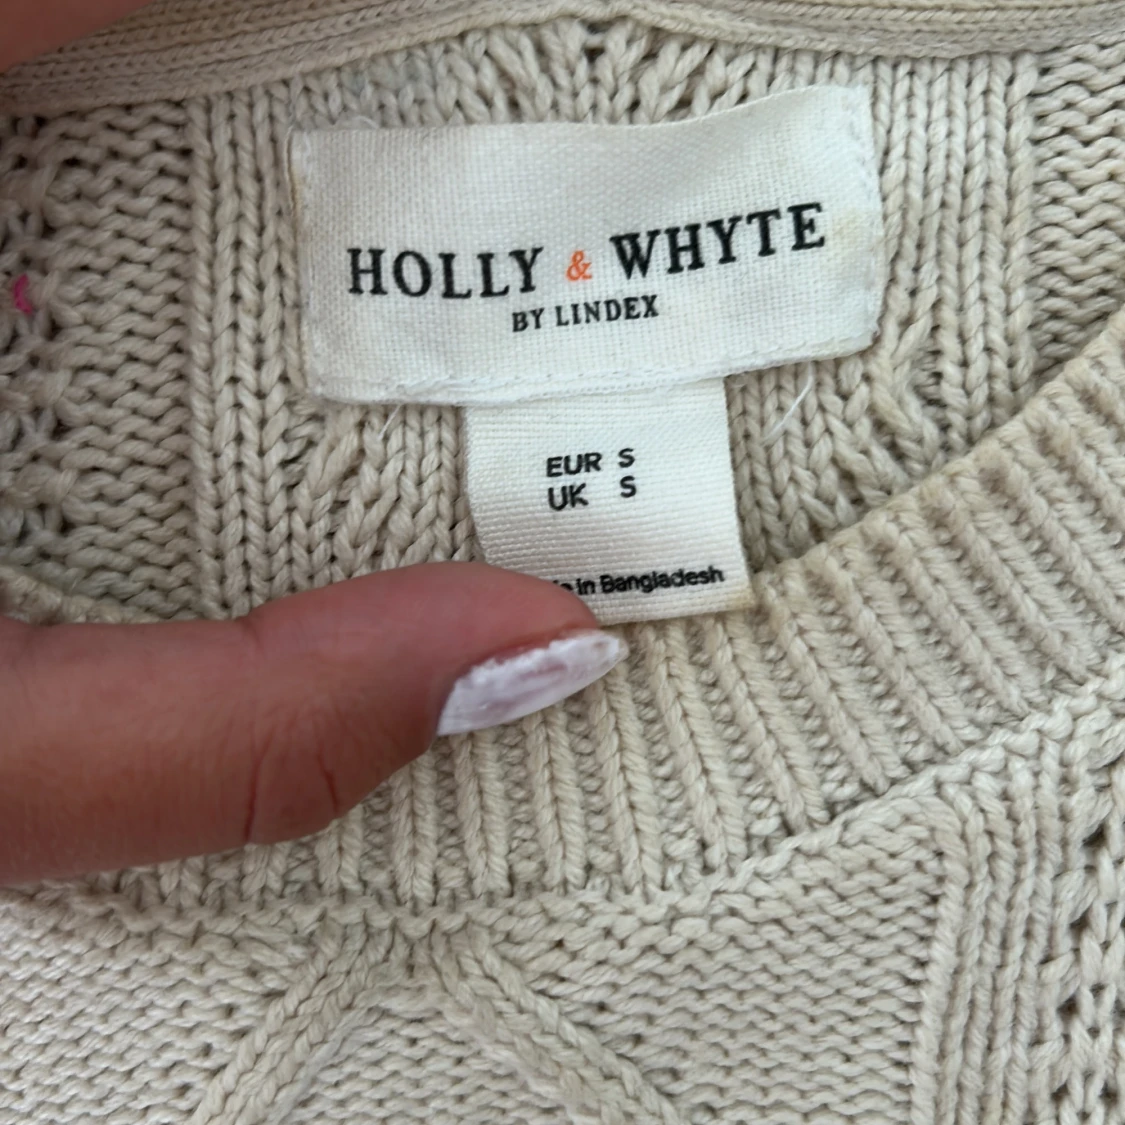 HOLLY & WHYTE
BY LINDEX
EUR S
UK S
in Bangladesh